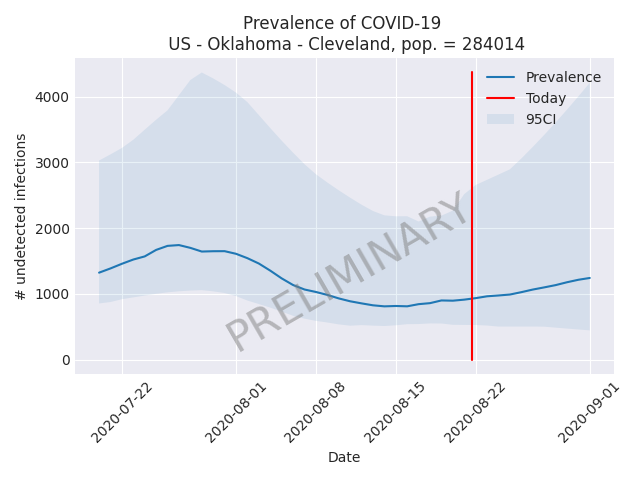 Prevalence of COVID-19
US - Oklahoma - Cleveland, pop. = 284014
Prevalence
Today
95CI
4000
3000
2000
1000
0
# undetected infections
PRELIMINARY
2020-07-22
2020-08-01
2020-08-08
2020-08-15
2020-08-22
2020-09-01
Date